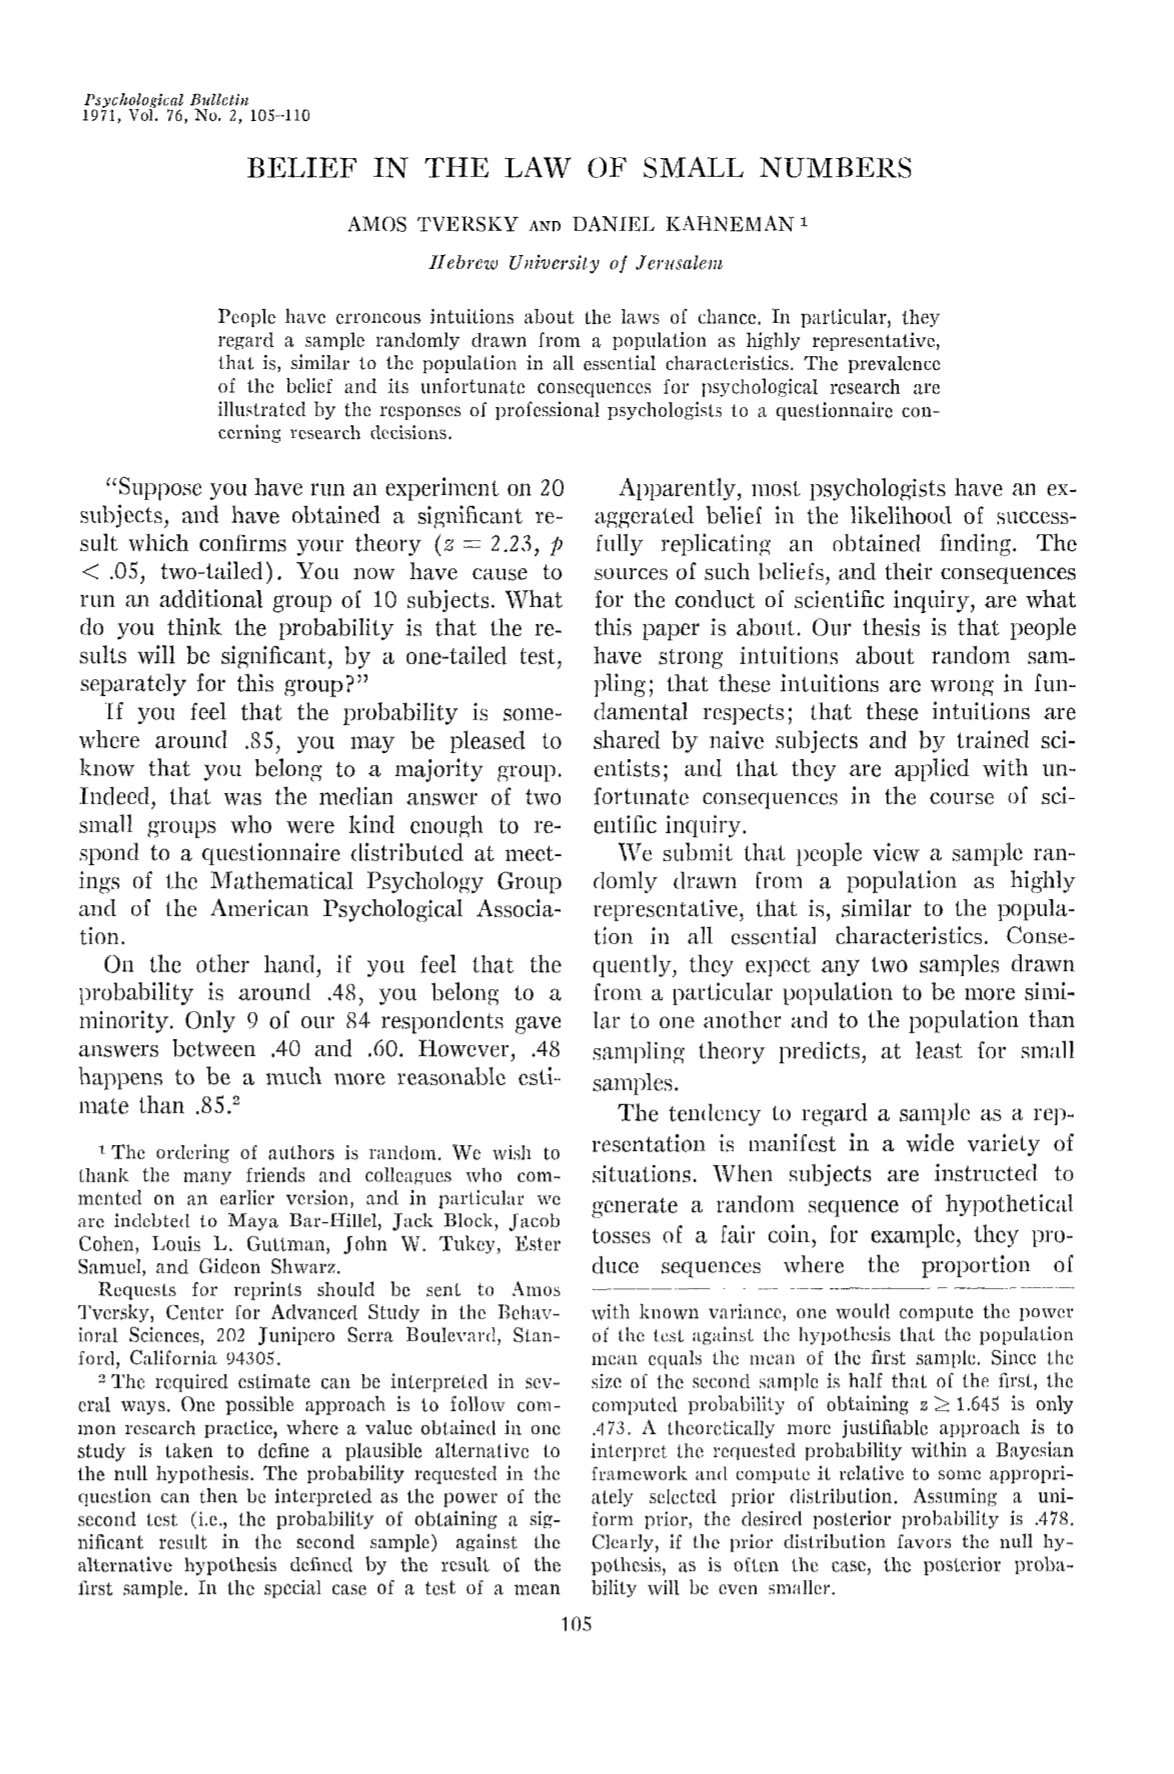 Psychological Bulletin
1971, Vol. 76, No. 2, 105–110
BELIEF IN THE LAW OF SMALL NUMBERS
AMOS TVERSKY AND DANIEL KAHNEMAN ¹
Hebrew University of Jerusalem
People have erroneous intuitions about the laws of chance. In particular, they
regard a sample randomly drawn from a population as highly representative,
that is, similar to the population in all essential characteristics. The prevalence
of the belief and its unfortunate consequences for psychological research are
illustrated by the responses of professional psychologists to a questionnaire con-
cerning research decisions.
“Suppose you have run an experiment on 20
subjects, and have obtained a significant re-
sult which confirms your theory (z = 2.23, p
< .05, two-tailed). You now have cause to
run an additional group of 10 subjects. What
do you think the probability is that the re-
sults will be significant, by a one-tailed test,
separately for this group?”
If you feel that the probability is some-
where around .85, you may be pleased to
know that you belong to a majority group.
Indeed, that was the median answer of two
small groups who were kind enough to re-
spond to a questionnaire distributed at meet-
ings of the Mathematical Psychology Group
and of the American Psychological Associa-
tion.
On the other hand, if you feel that the
probability is around .48, you belong to a
minority. Only 9 of our 84 respondents gave
answers between .40 and .60. However, .48
happens to be a much more reasonable esti-
mate than .85.²
¹ The ordering of authors is random. We wish to
thank the many friends and colleagues who com-
mented on an earlier version, and in particular we
are indebted to Maya Bar-Hillel, Jack Block, Jacob
Cohen, Louis L. Guttman, John W. Tukey, Ester
Samuel, and Gideon Shwarz.
Requests for reprints should be sent to Amos
Tversky, Center for Advanced Study in the Behav-
ioral Sciences, 202 Junipero Serra Boulevard, Stan-
ford, California 94305.
² The required estimate can be interpreted in sev-
eral ways. One possible approach is to follow com-
mon research practice, where a value obtained in one
study is taken to define a plausible alternative to
the null hypothesis. The probability requested in the
question can then be interpreted as the power of the
second test (i.e., the probability of obtaining a sig-
nificant result in the second sample) against the
alternative hypothesis defined by the result of the
first sample. In the special case of a test of a mean
Apparently, most psychologists have an ex-
aggerated belief in the likelihood of success-
fully replicating an obtained finding. The
sources of such beliefs, and their consequences
for the conduct of scientific inquiry, are what
this paper is about. Our thesis is that people
have strong intuitions about random sam-
pling; that these intuitions are wrong in fun-
damental respects; that these intuitions are
shared by naive subjects and by trained sci-
entists; and that they are applied with un-
fortunate consequences in the course of sci-
entific inquiry.
We submit that people view a sample ran-
domly drawn from a population as highly
representative, that is, similar to the popula-
tion in all essential characteristics. Conse-
quently, they expect any two samples drawn
from a particular population to be more simi-
lar to one another and to the population than
sampling theory predicts, at least for small
samples.
The tendency to regard a sample as a rep-
resentation is manifest in a wide variety of
situations. When subjects are instructed to
generate a random sequence of hypothetical
tosses of a fair coin, for example, they pro-
duce sequences where the proportion of
with known variance, one would compute the power
of the test against the hypothesis that the population
mean equals the mean of the first sample. Since the
size of the second sample is half that of the first, the
computed probability of obtaining z ≥ 1.645 is only
.473. A theoretically more justifiable approach is to
interpret the requested probability within a Bayesian
framework and compute it relative to some appropri-
ately selected prior distribution. Assuming a uni-
form prior, the desired posterior probability is .478.
Clearly, if the prior distribution favors the null hy-
pothesis, as is often the case, the posterior proba-
bility will be even smaller.
105